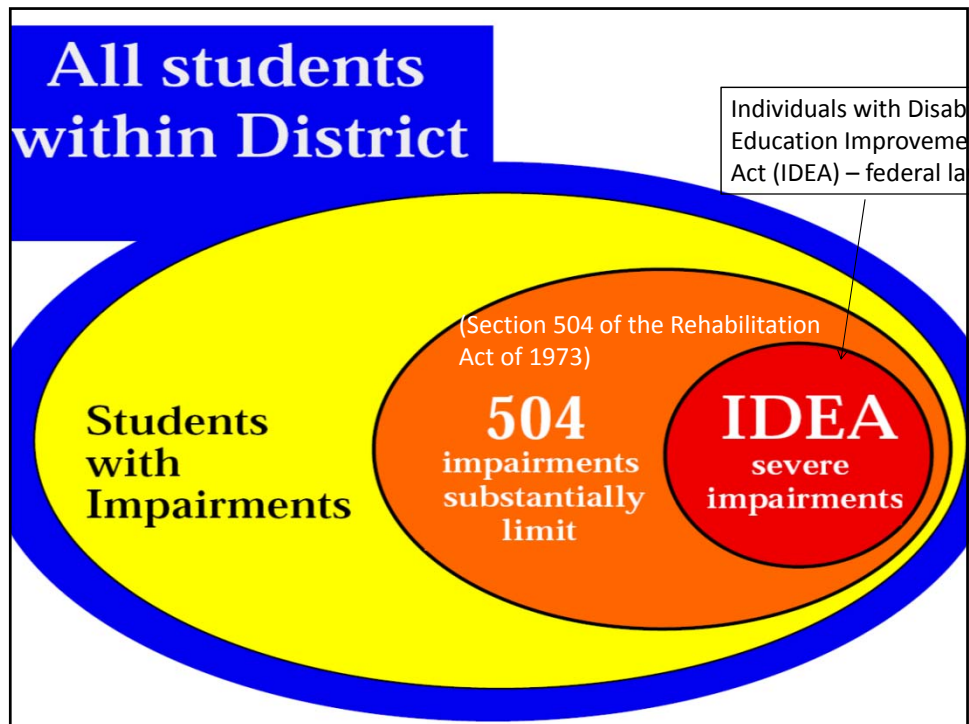 All students
within District
Individuals with Disab
Education Improveme
Act (IDEA) – federal la
(Section 504 of the Rehabilitation
Act of 1973)
Students
with
Impairments
504
impairments
substantially
limit
IDEA
severe
impairments